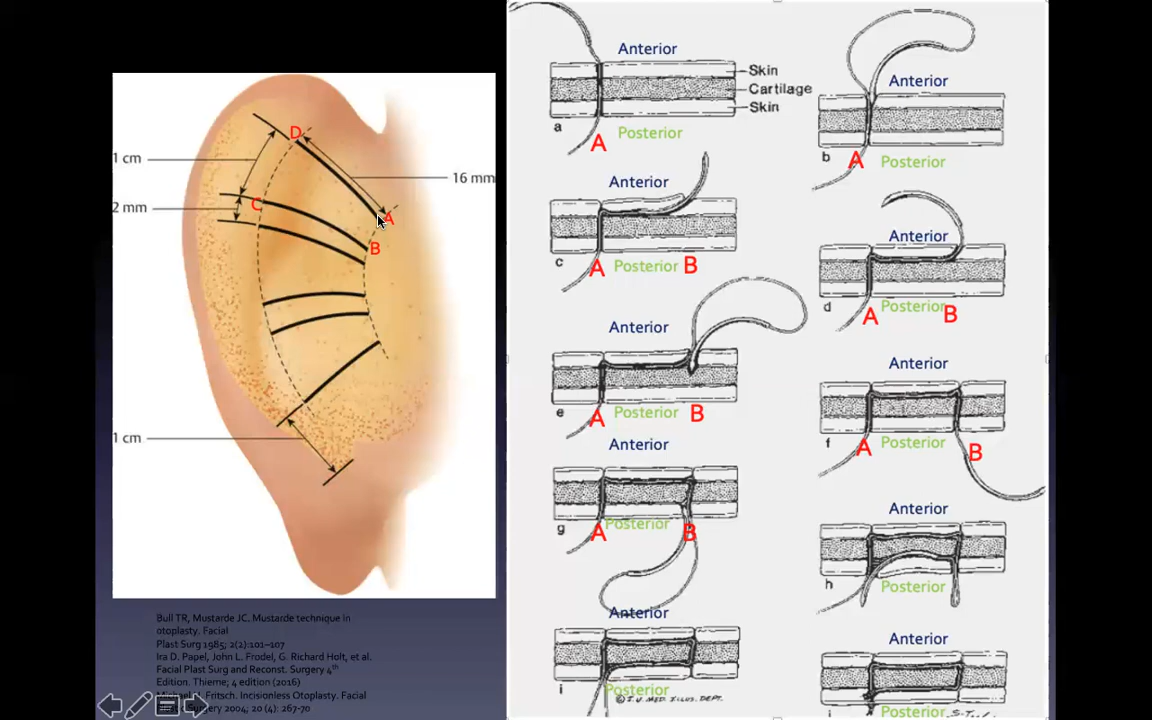 D
1 cm
16 mm
2 mm
C
A
B
1 cm
Bull TR, Mustarde JC. Mustarde technique in
otoplasty. Facial
Plast Surg 1985; 2(2):101–107
Ira D. Papel, John L. Frodel, G. Richard Holt, et al.
Facial Plast Surg and Reconst. Surgery 4th
Edition. Thieme; 4 edition (2016)
Fritsch. Incisionless Otoplasty. Facial
Surgery 2004; 20 (4): 267-70
Anterior
Skin
Cartilage
Skin
a
Posterior
A
Anterior
b
A
Posterior
Anterior
c
A
Posterior
B
Anterior
d
Posterior
A
B
Anterior
e
A
Posterior
B
Anterior
f
A
Posterior
B
Anterior
g
A
Posterior
B
Anterior
h
Posterior
Anterior
i
Posterior
© I.U. MED. ILLUS. DEPT.
Anterior
j
Posterior